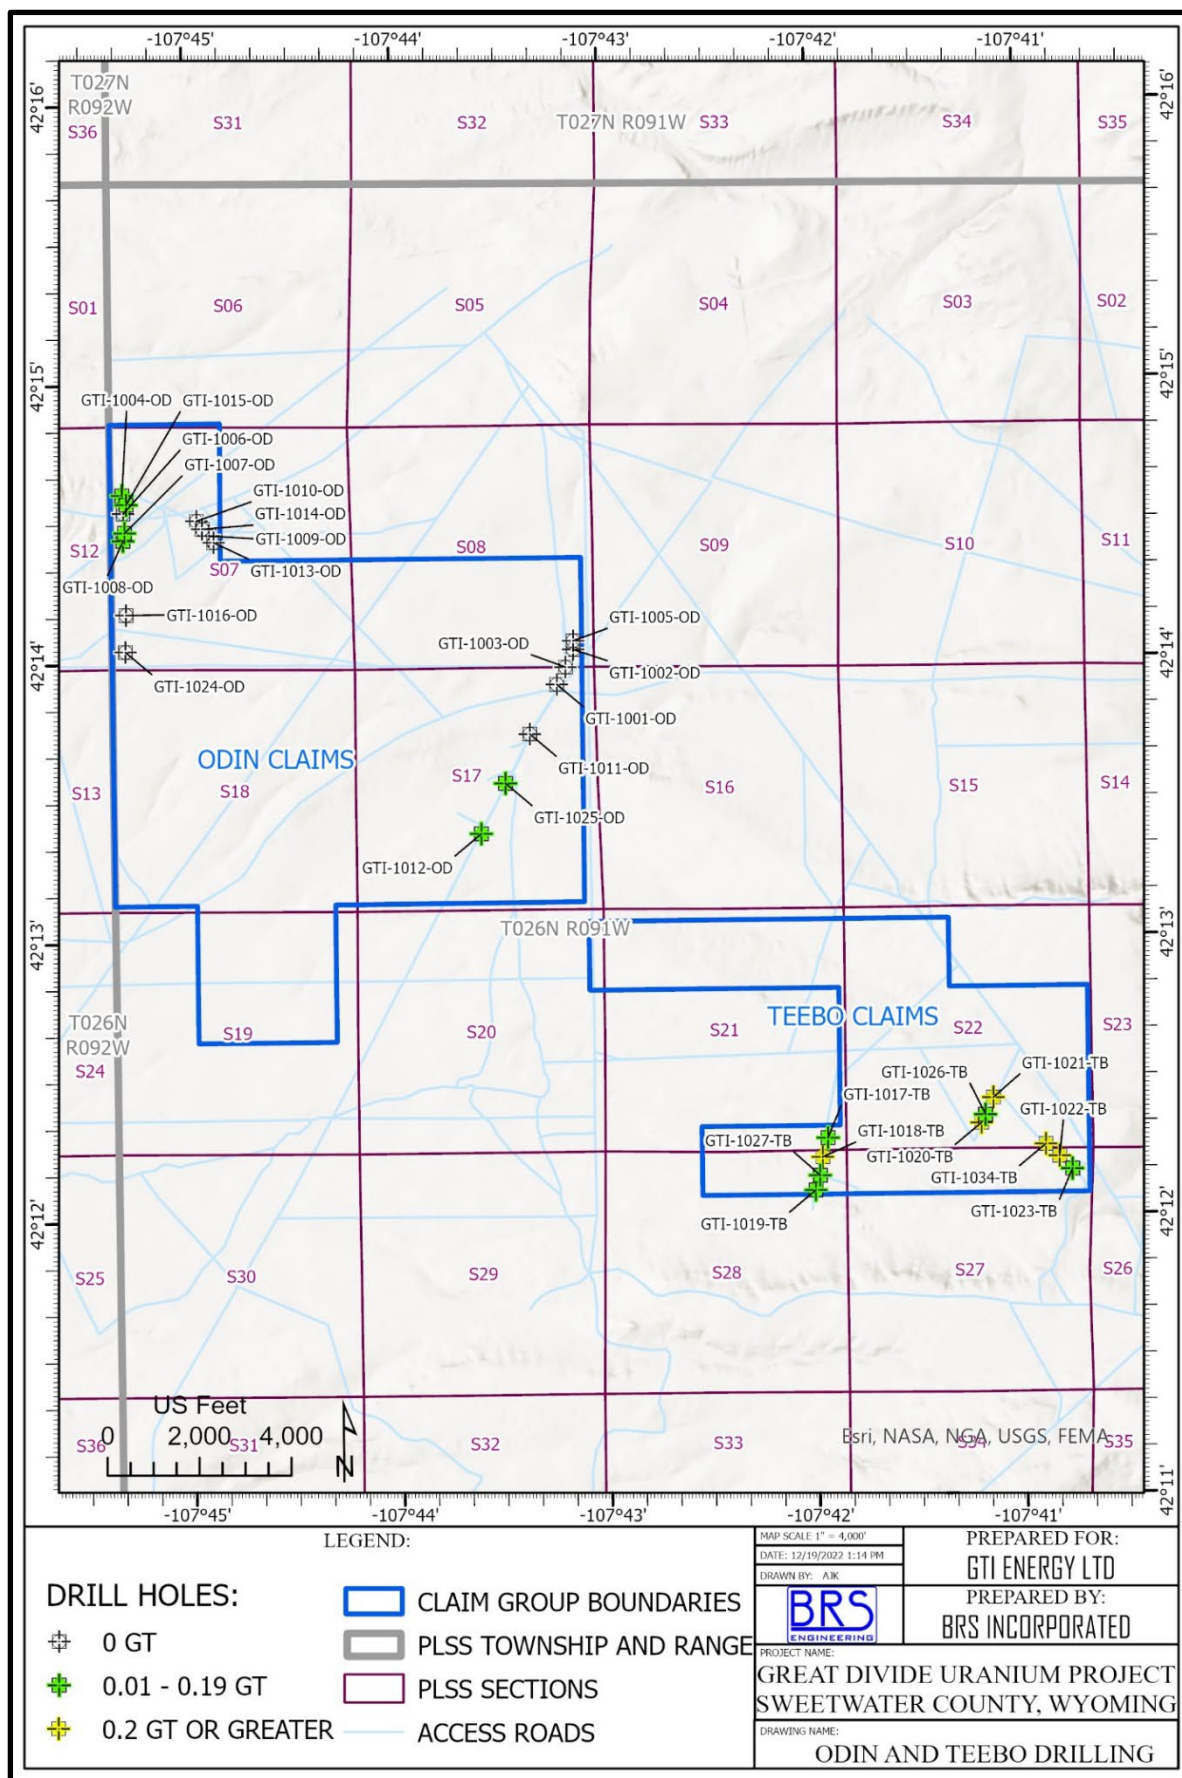 -107°45' -107°44' -107°43' -107°42' -107°41'
42°16' 42°16'
T027N
R092W
S36 S31 S32 T027N R091W S33 S34 S35
S01 S06 S05 S04 S03 S02
42°15' 42°15'
GTI-1004-OD GTI-1015-OD
GTI-1006-OD
GTI-1007-OD
GTI-1010-OD
GTI-1014-OD
GTI-1009-OD
GTI-1013-OD
S12 S07 S08 S09 S10 S11
GTI-1008-OD
GTI-1016-OD
GTI-1024-OD
GTI-1005-OD
GTI-1003-OD
GTI-1002-OD
GTI-1001-OD
GTI-1011-OD
42°14' 42°14'
ODIN CLAIMS
S13 S18 S17 S16 S15 S14
GTI-1025-OD
GTI-1012-OD
42°13' 42°13'
T026N R091W
T026N
R092W
TEEBO CLAIMS
S24 S19 S20 S21 S22 S23
GTI-1026-TB GTI-1021-TB
GTI-1017-TB
GTI-1022-TB
GTI-1027-TB GTI-1018-TB
GTI-1020-TB
GTI-1034-TB
GTI-1023-TB
GTI-1019-TB
42°12' 42°12'
S25 S30 S29 S28 S27 S26
US Feet
0 2,000 4,000
N
S36 S31 S32 S33 S34 S35
Esri, NASA, NGA, USGS, FEMA
42°11'
-107°45' -107°44' -107°43' -107°42' -107°41'
LEGEND:
DRILL HOLES:
0 GT
0.01 - 0.19 GT
0.2 GT OR GREATER
CLAIM GROUP BOUNDARIES
PLSS TOWNSHIP AND RANGE
PLSS SECTIONS
ACCESS ROADS
MAP SCALE 1" = 4,000'
DATE: 12/19/2022 1:14 PM
DRAWN BY: AJK
BRS
ENGINEERING
PREPARED FOR:
GTI ENERGY LTD
PREPARED BY:
BRS INCORPORATED
PROJECT NAME:
GREAT DIVIDE URANIUM PROJECT
SWEETWATER COUNTY, WYOMING
DRAWING NAME:
ODIN AND TEEBO DRILLING